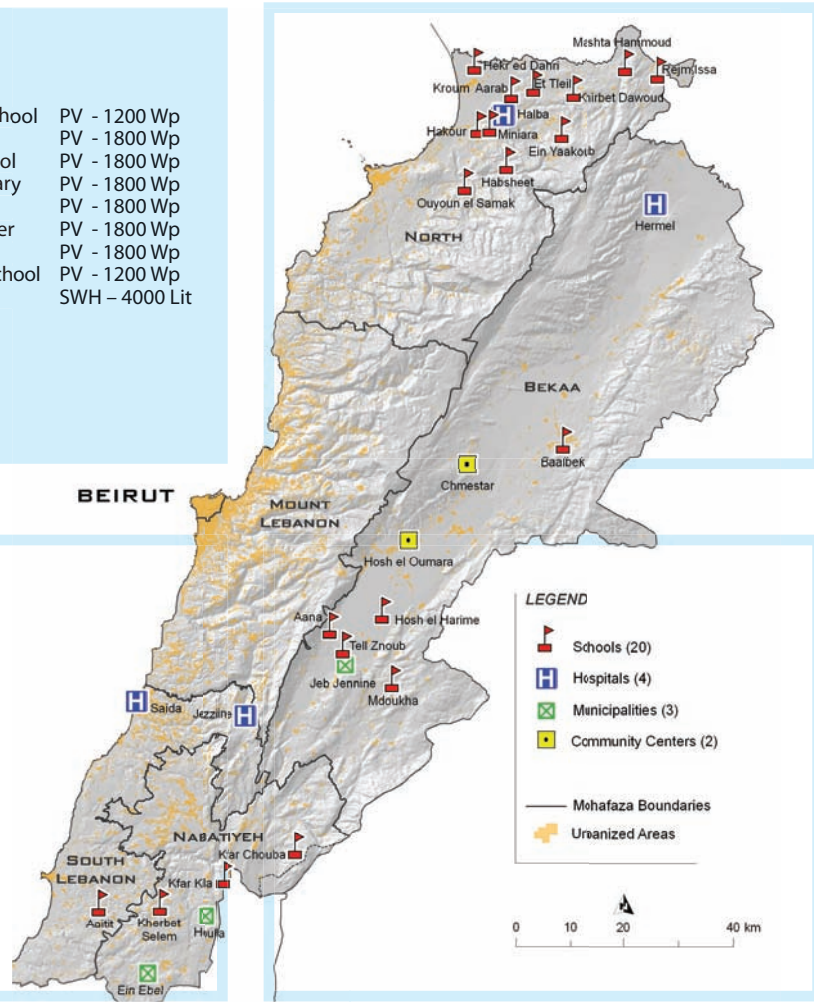 hool PV - 1200 Wp
PV - 1800 Wp
ol PV - 1800 Wp
ary PV - 1800 Wp
PV - 1800 Wp
er PV - 1800 Wp
PV - 1800 Wp
chool PV - 1200 Wp
SWH – 4000 Lit
Mashta Hammoud
Hekr ed Dahri
Rejm Issa
Kroum Aarab
Et Tleil
Khirbet Dawoud
H
Halba
Hakour
Miniara
Ein Yaakoub
Habsheet
Ouyoun el Samak
H
Hermel
NORTH
BEKAA
Baalbek
Chmestar
BEIRUT
MOUNT
LEBANON
Hosh el Oumara
Aana
Hosh el Harime
Tell Znoub
Jeb Jennine
Mdoukha
H
Saida
Jezzine
H
NABATIYEH
Kfar Chouba
SOUTH
LEBANON
Kfar Kla
Kherbet
Selem
Houla
Ein Ebel
LEGEND
Schools (20)
H Hospitals (4)
Municipalities (3)
Community Centers (2)
Mohafaza Boundaries
Urbanized Areas
0 10 20 40 km